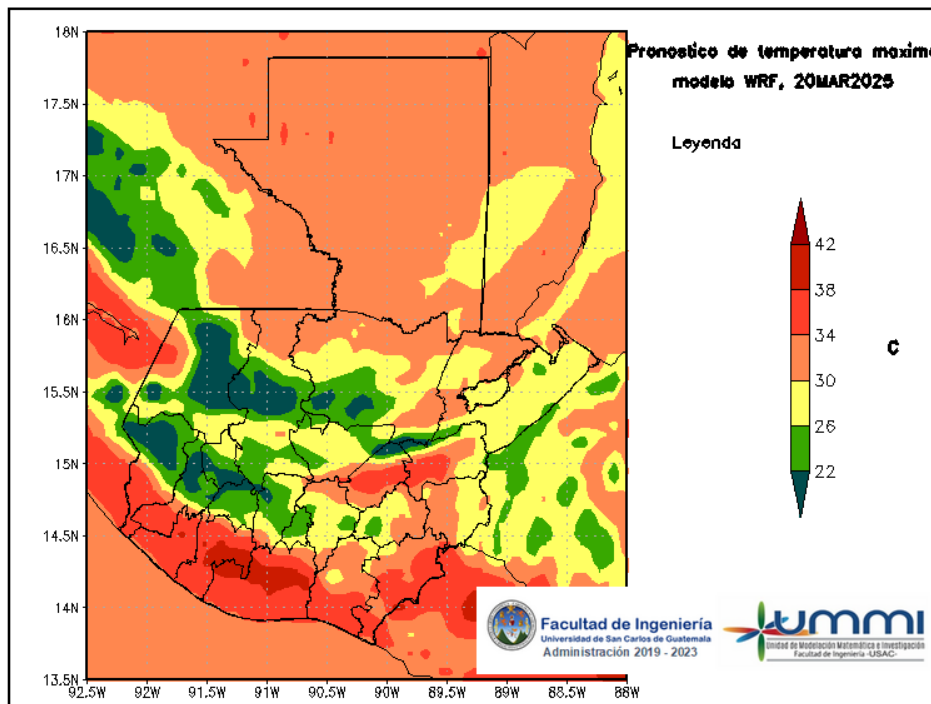 Pronostico de temperatura maxima
modelo WRF, 20MAR2025
Leyenda
18N
17.5N
17N
16.5N
16N
15.5N
15N
14.5N
14N
13.5N
92.5W
92W
91.5W
91W
90.5W
90W
89.5W
89W
88.5W
88W
42
38
34
30
26
22
C
Facultad de Ingeniería
Universidad de San Carlos de Guatemala
Administración 2019 - 2023
ummi
Unidad de Modelación Matemática e Investigación
Facultad de Ingeniería -USAC-